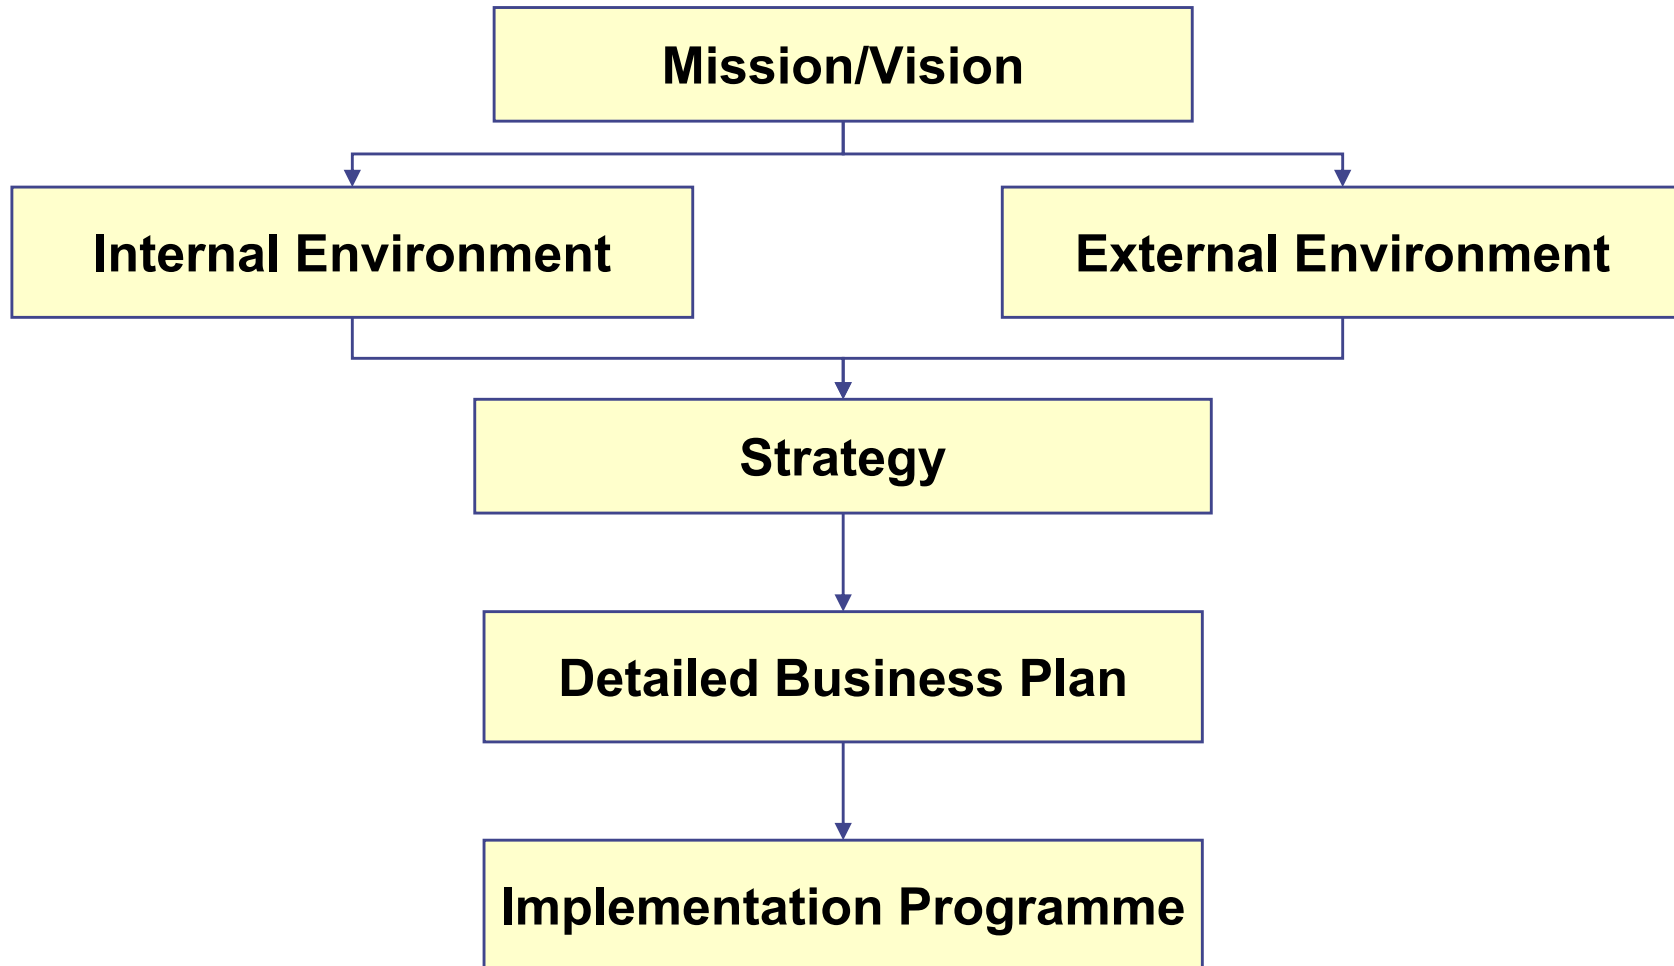 Mission/Vision
Internal Environment
External Environment
Strategy
Detailed Business Plan
Implementation Programme